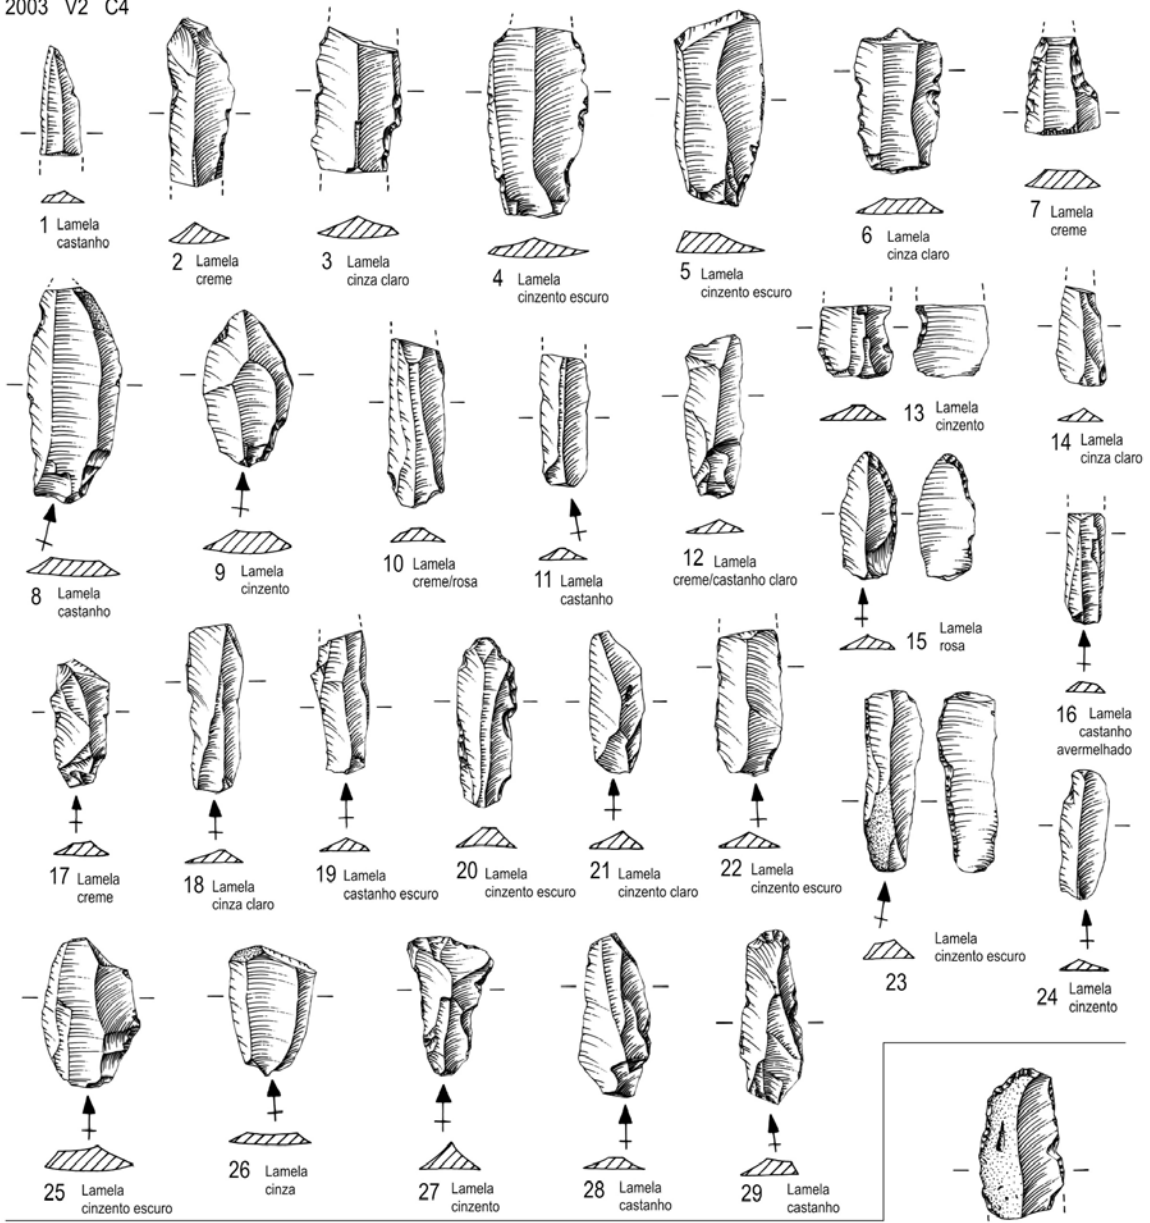 2003 V2 C4
1 Lamela
castanho
2 Lamela
creme
3 Lamela
cinza claro
4 Lamela
cinzento escuro
5 Lamela
cinzento escuro
6 Lamela
cinza claro
7 Lamela
creme
8 Lamela
castanho
9 Lamela
cinzento
10 Lamela
creme/rosa
11 Lamela
castanho
12 Lamela
creme/castanho claro
13 Lamela
cinzento
14 Lamela
cinza claro
15 Lamela
rosa
16 Lamela
castanho
avermelhado
17 Lamela
creme
18 Lamela
cinza claro
19 Lamela
castanho escuro
20 Lamela
cinzento escuro
21 Lamela
cinzento claro
22 Lamela
cinzento escuro
23 Lamela
cinzento escuro
24 Lamela
cinzento
25 Lamela
cinzento escuro
26 Lamela
cinza
27 Lamela
cinzento
28 Lamela
castanho
29 Lamela
castanho